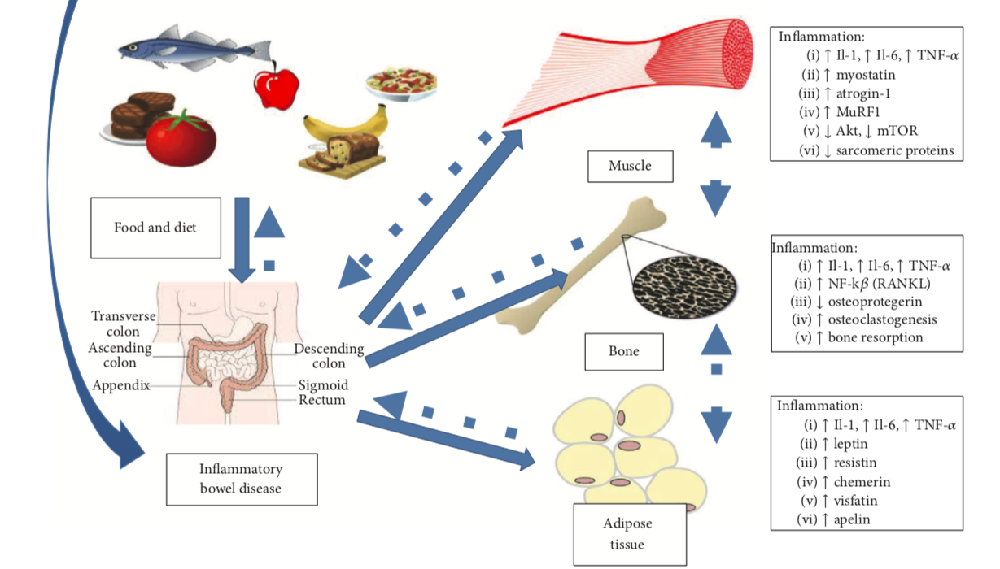 Food and diet
Transverse
colon
Ascending
colon
Appendix
Descending
colon
Sigmoid
Rectum
Inflammatory
bowel disease
Muscle
Bone
Adipose
tissue
Inflammation:
(i) ↑ Il-1, ↑ Il-6, ↑ TNF-α
(ii) ↑ myostatin
(iii) ↑ atrogin-1
(iv) ↑ MuRF1
(v) ↓ Akt, ↓ mTOR
(vi) ↓ sarcomeric proteins
Inflammation:
(i) ↑ Il-1, ↑ Il-6, ↑ TNF-α
(ii) ↑ NF-kβ (RANKL)
(iii) ↓ osteoprotegerin
(iv) ↑ osteoclastogenesis
(v) ↑ bone resorption
Inflammation:
(i) ↑ Il-1, ↑ Il-6, ↑ TNF-α
(ii) ↑ leptin
(iii) ↑ resistin
(iv) ↑ chemerin
(v) ↑ visfatin
(vi) ↑ apelin